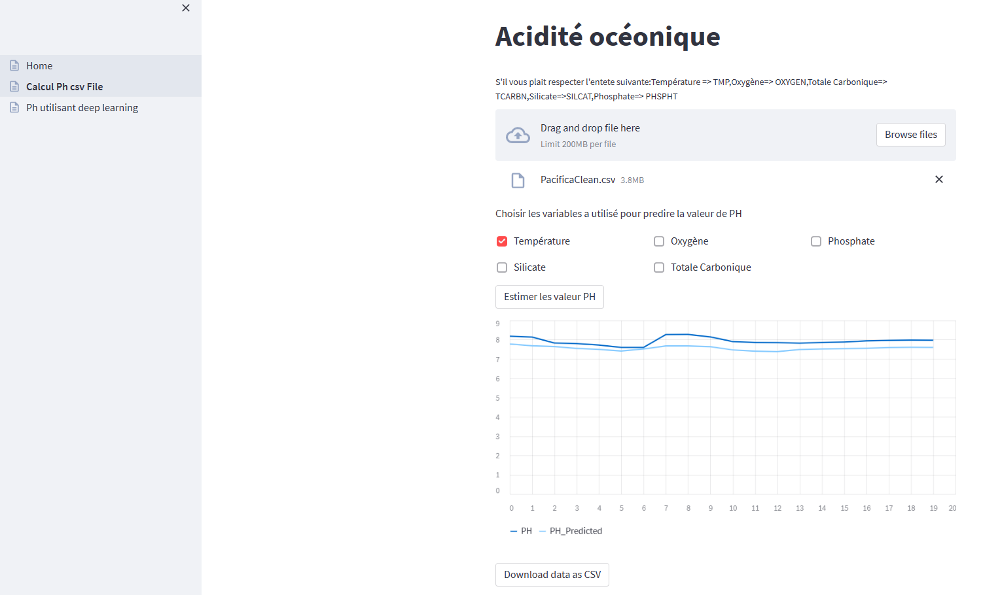 Home
Calcul Ph csv File
Ph utilisant deep learning
Acidité océonique
S'il vous plait respecter l'entete suivante:Température => TMP,Oxygène=> OXYGEN,Totale Carbonique=>
TCARBN,Silicate=>SILCAT,Phosphate=> PHSPHT
Drag and drop file here
Limit 200MB per file
Browse files
PacificaClean.csv 3.8MB
Choisir les variables a utilisé pour predire la valeur de PH
Température Oxygène Phosphate
Silicate Totale Carbonique
Estimer les valeur PH
9
8
7
6
5
4
3
2
1
0
0 1 2 3 4 5 6 7 8 9 10 11 12 13 14 15 16 17 18 19 20
PH PH_Predicted
Download data as CSV